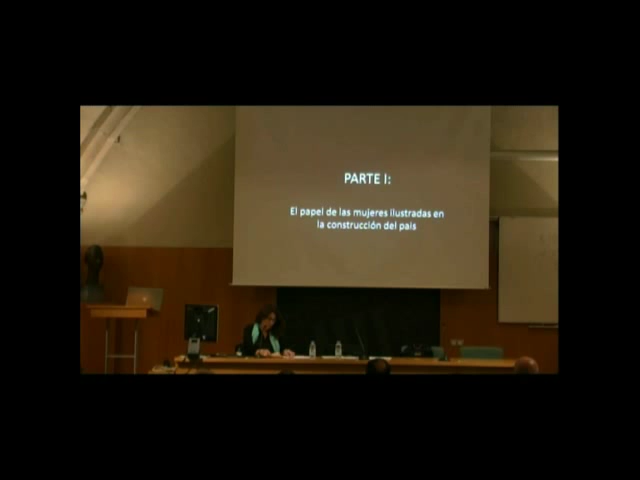 PARTE I:
El papel de las mujeres ilustradas en
la construcción del país